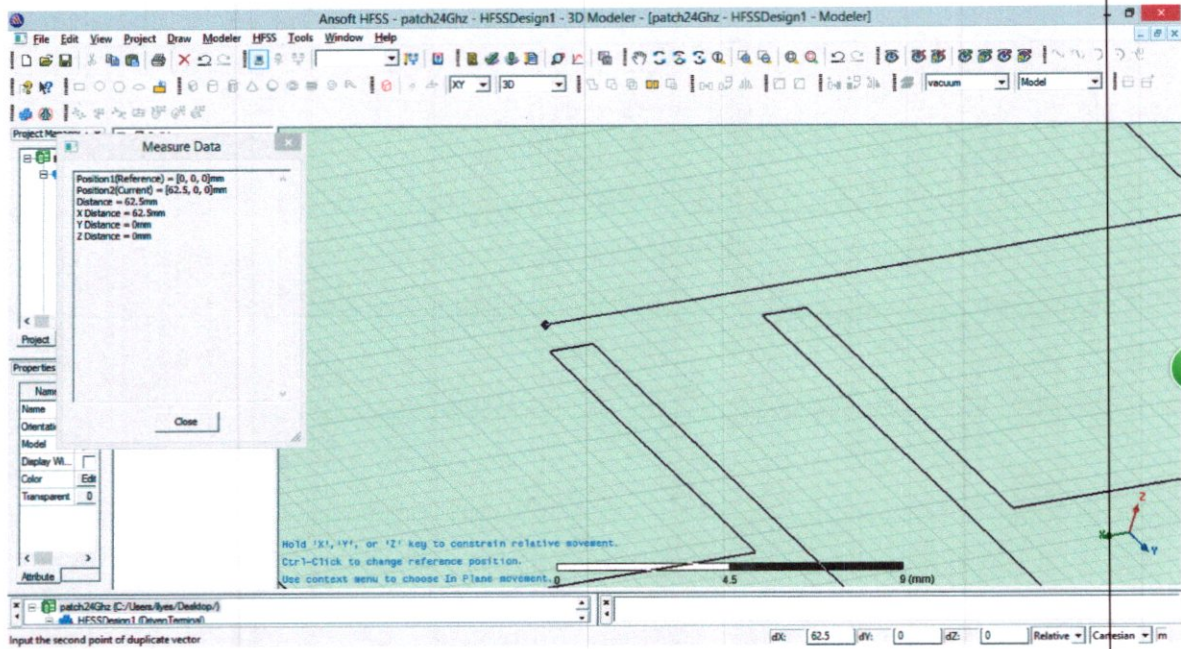 Ansoft HFSS - patch24Ghz - HFSSDesign1 - 3D Modeler - [patch24Ghz - HFSSDesign1 - Modeler]
File Edit View Project Draw Modeler HFSS Tools Window Help
XY 3D vacuum Model
Project
Measure Data
Position1(Reference) = [0, 0, 0]mm
Position2(Current) = [62.5, 0, 0]mm
Distance = 62.5mm
X Distance = 62.5mm
Y Distance = 0mm
Z Distance = 0mm
Close
Project
Properties
Name
Name
Model
Display Wi...
Color Edit
Transparent 0
Attribute
Z
X
Y
Hold 'X','Y', or 'Z' key to constrain relative movement.
Ctrl-Click to change reference position.
Use context menu to choose In Plane movement.
0 4.5 9 (mm)
patch24Ghz (C:/Users/Ilyes/Desktop/)
HFSSDesign1 (DrivenTerminal)
Input the second point of duplicate vector
dX: 62.5 dY: 0 dZ: 0 Relative Cartesian m